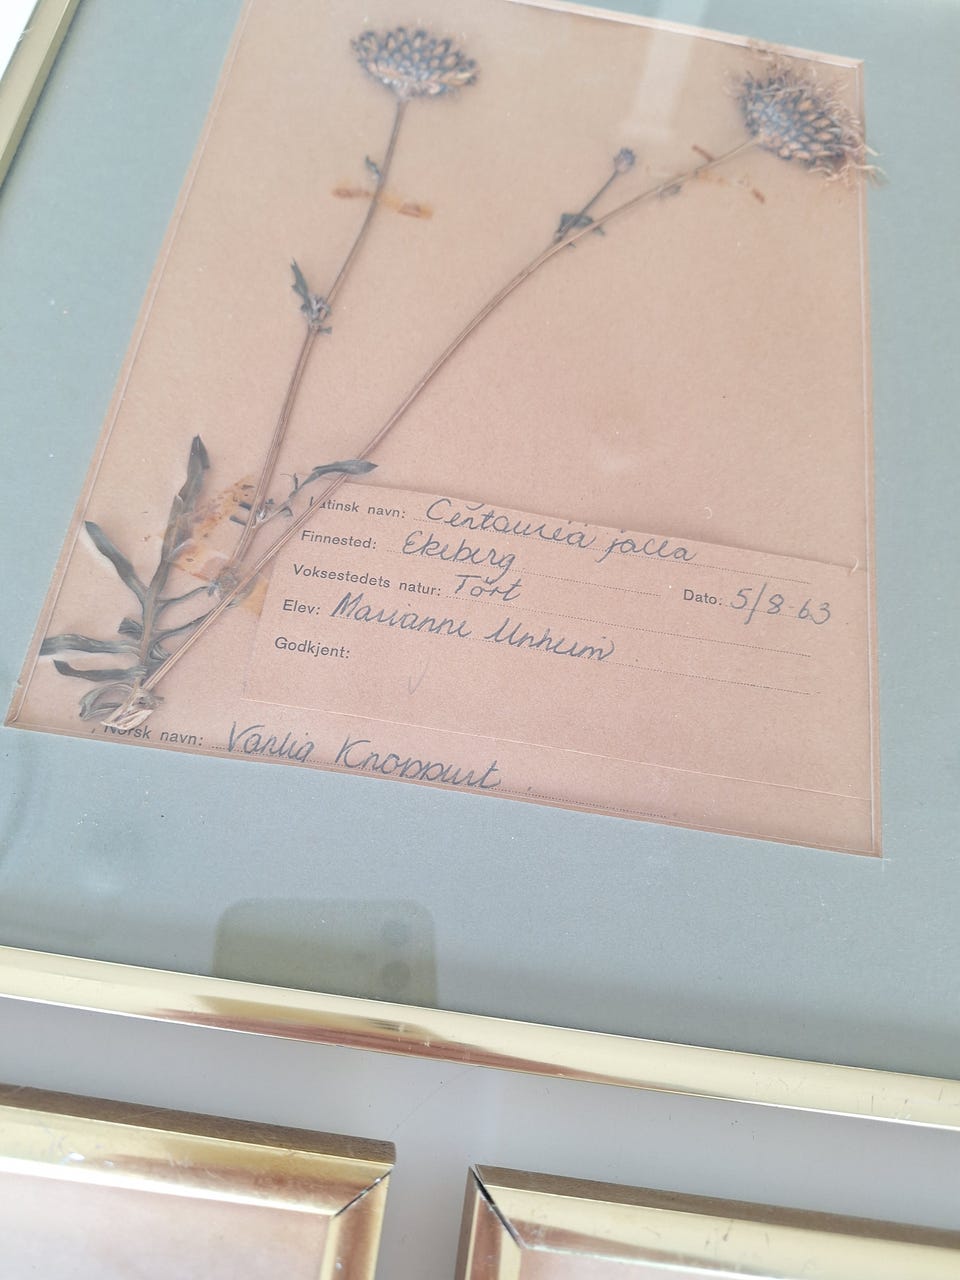 Latinsk navn: Centaurea jacea
Finnested: Ekeberg
Voksestedets natur: Tørt Dato: 5/8-63
Elev: Marianne Unheim
Godkjent:
Norsk navn: Vanlig Knoppurt